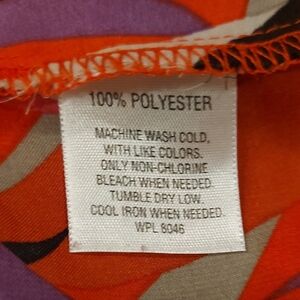 100% POLYESTER
MACHINE WASH COLD,
WITH LIKE COLORS.
ONLY NON-CHLORINE
BLEACH WHEN NEEDED.
TUMBLE DRY LOW.
COOL IRON WHEN NEEDED.
WPL 8046